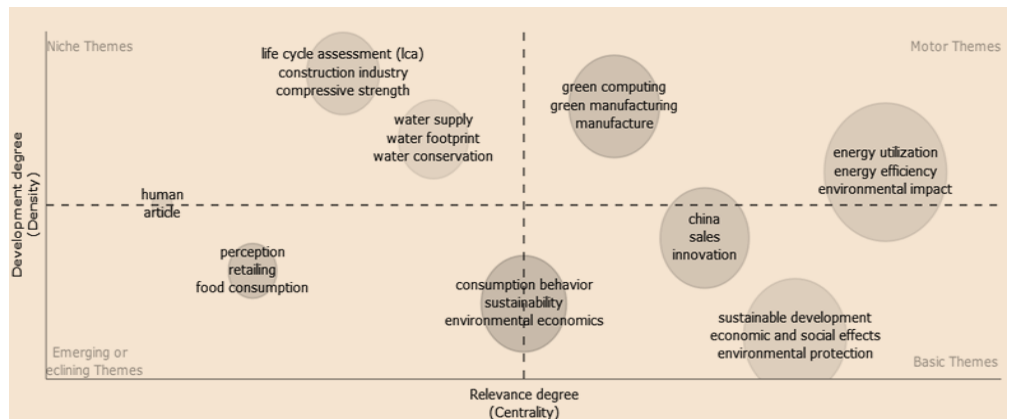 Niche Themes
Motor Themes
life cycle assessment (lca)
construction industry
compressive strength
green computing
green manufacturing
manufacture
water supply
water footprint
water conservation
energy utilization
energy efficiency
environmental impact
human
article
china
sales
innovation
perception
retailing
food consumption
consumption behavior
sustainability
environmental economics
sustainable development
economic and social effects
environmental protection
Emerging or
eclining Themes
Basic Themes
Development degree
(Density)
Relevance degree
(Centrality)